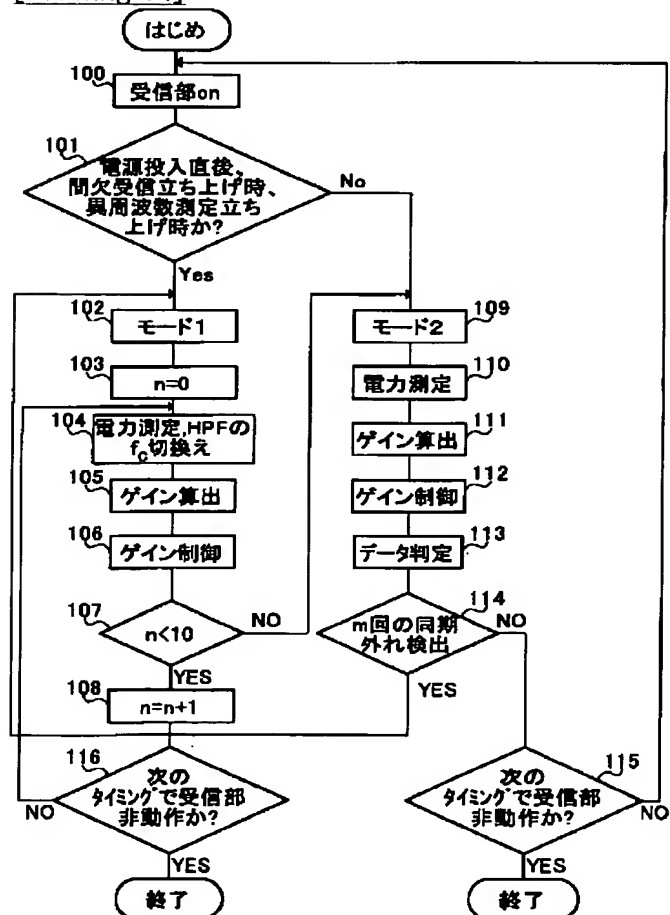 はじめ
100
受信部on
101
電源投入直後、
間欠受信立ち上げ時、
異周波数測定立ち
上げ時か?
No
Yes
102
モード1
103
n=0
104
電力測定,HPFの
fc切換え
105
ゲイン算出
106
ゲイン制御
107
n<10
NO
YES
108
n=n+1
116
次の
タイミングで受信部
非動作か?
NO
YES
終了
109
モード2
110
電力測定
111
ゲイン算出
112
ゲイン制御
113
データ判定
114
m回の同期
外れ検出
NO
YES
115
次の
タイミングで受信部
非動作か?
NO
YES
終了